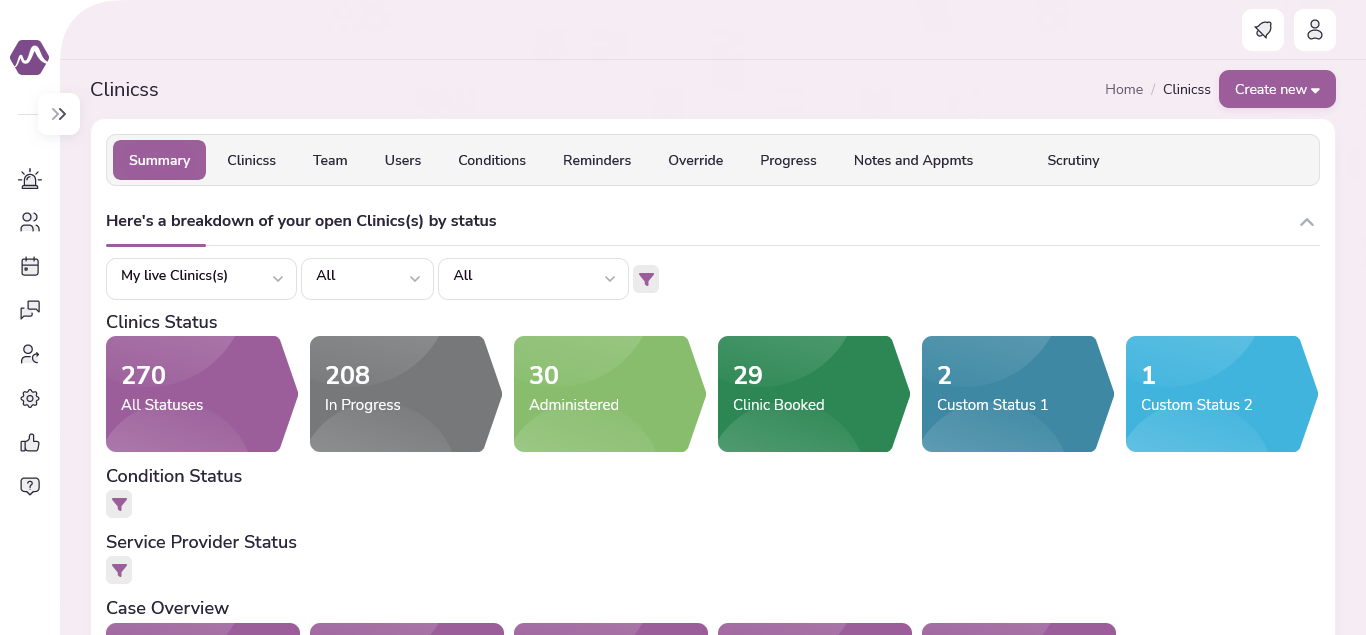 Clinicss
Home / Clinicss
Create new
Summary Clinicss Team Users Conditions Reminders Override Progress Notes and Appmts Scrutiny
Here's a breakdown of your open Clinics(s) by status
My live Clinics(s) All All
Clinics Status
270 208 30 29 2 1
All Statuses In Progress Administered Clinic Booked Custom Status 1 Custom Status 2
Condition Status
Service Provider Status
Case Overview